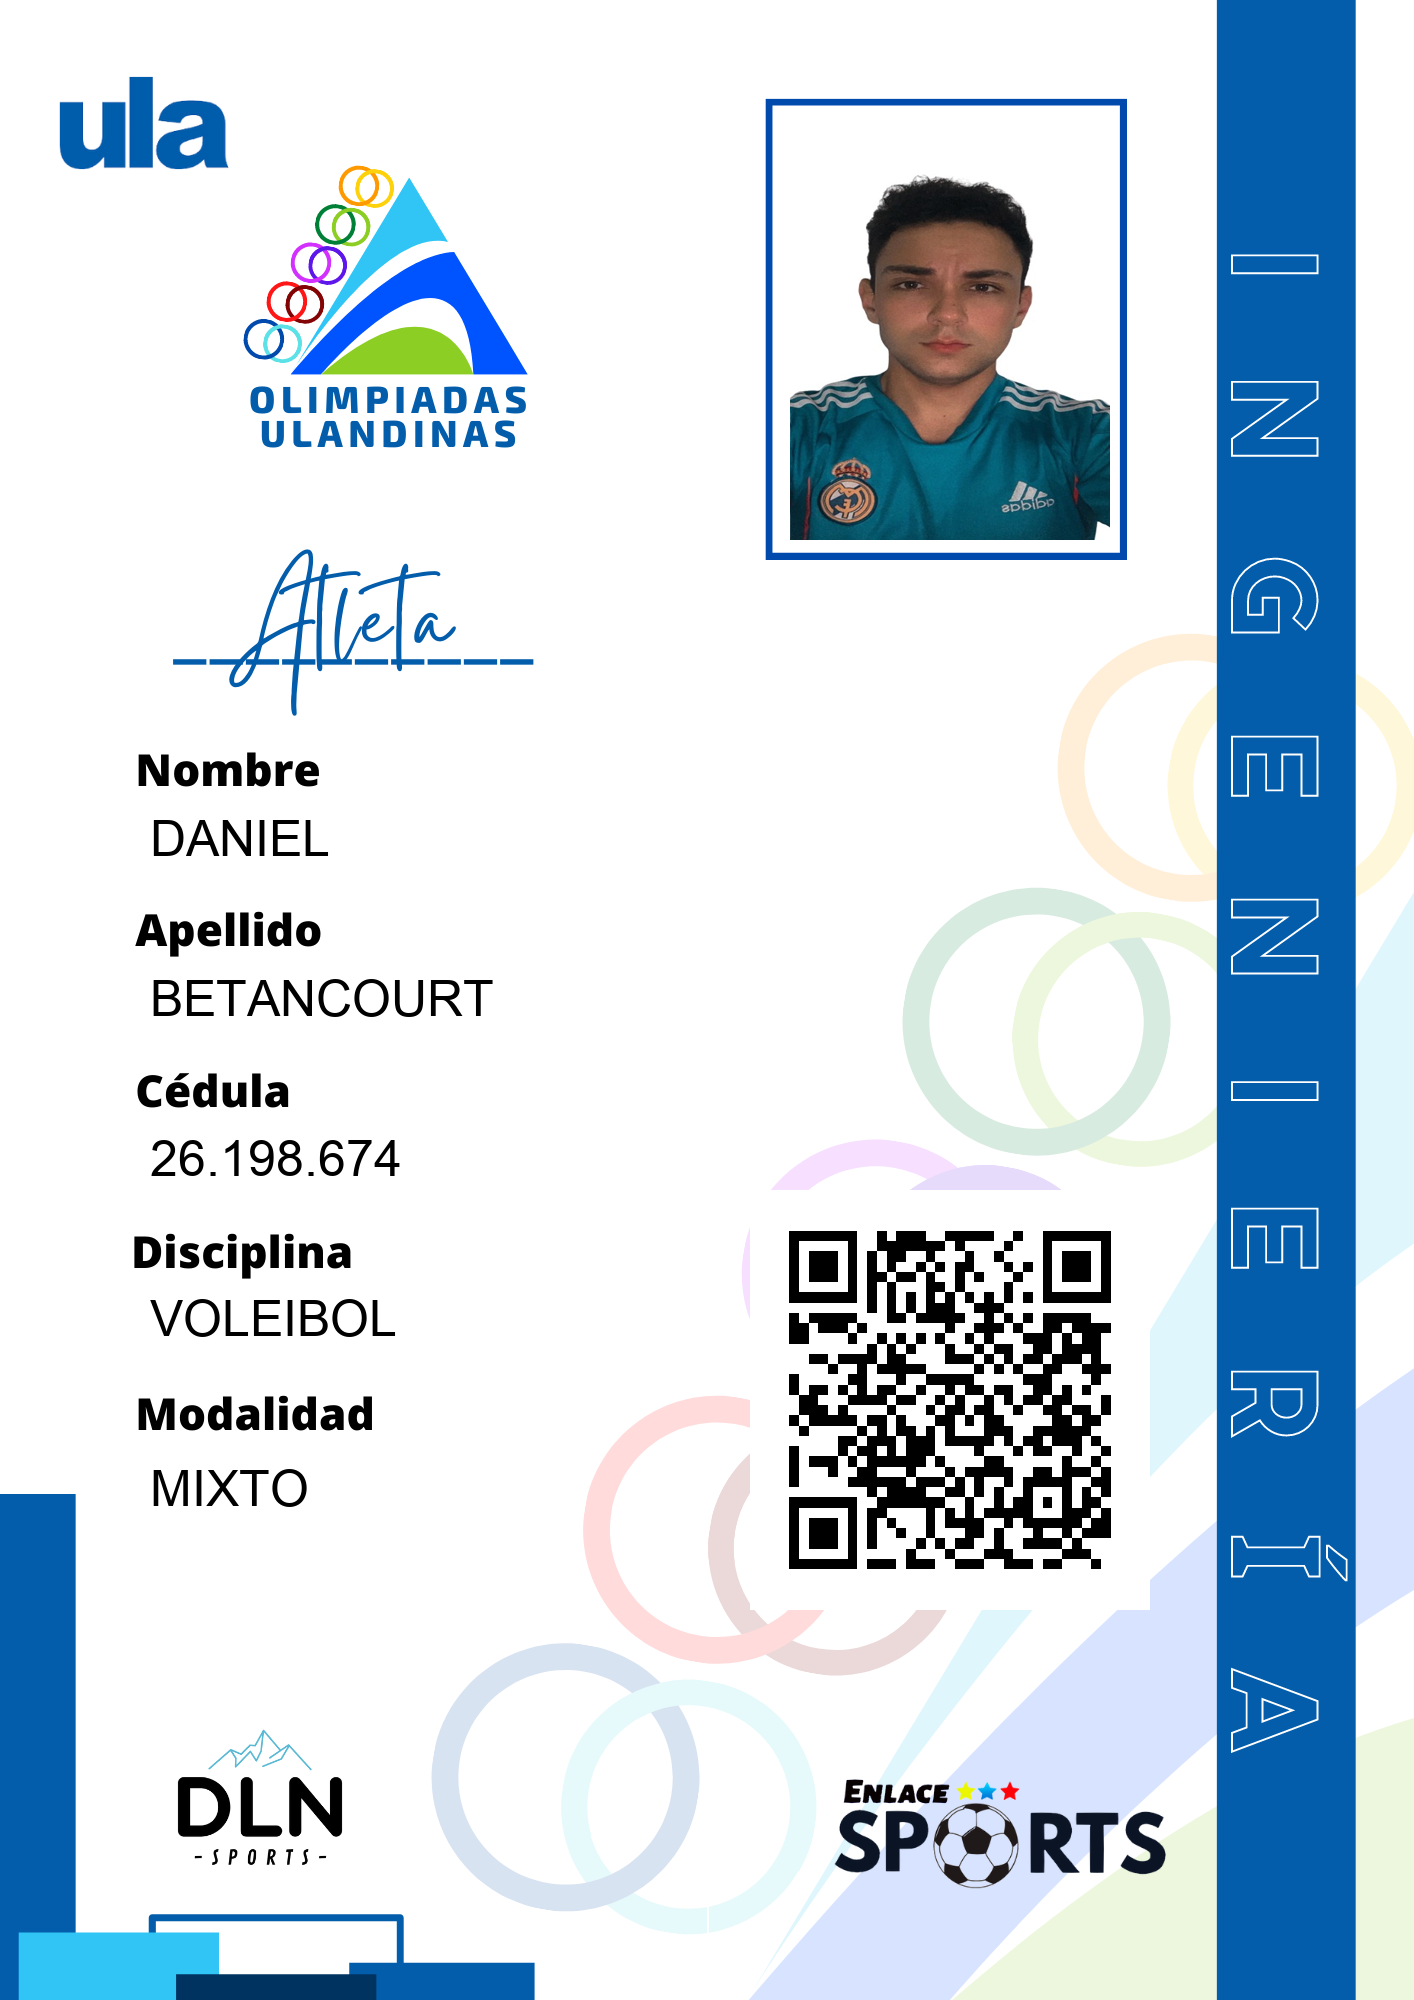 ula
OLIMPIADAS
ULANDINAS
adidas
Atleta
Nombre
DANIEL
Apellido
BETANCOURT
Cédula
26.198.674
Disciplina
VOLEIBOL
Modalidad
MIXTO
INGENIERÍA
DLN
-SPORTS-
ENLACE
SPORTS